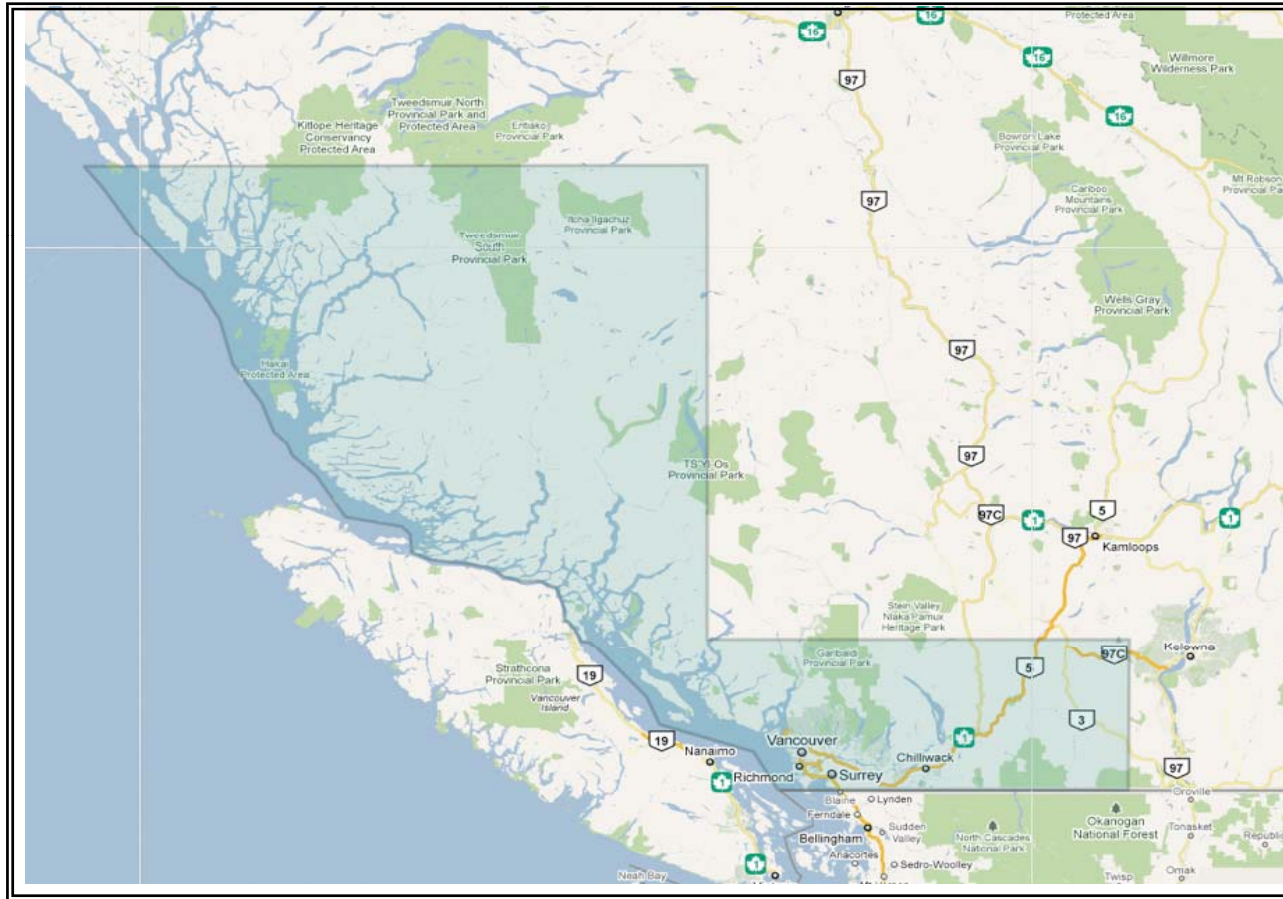 16
16
Protected Area
Willmore
Wilderness Park
97
16
Tweedsmuir North
Provincial Park and
Protected Area
16
Kitlope Heritage
Conservancy
Protected Area
Entiako
Provincial Park
Bowron Lake
Provincial Park
Mt Robson
Provincial Pa
Cariboo
Mountains
Provincial Park
97
Itcha Ilgachuz
Provincial Park
Tweedsmuir
South
Provincial Park
Wells Gray
Provincial Park
97
Hakai
Protected Area
97
TS'YL-Os
Provincial Park
97C
1
5
1
97
Kamloops
Stein Valley
Nlaka Pamux
Heritage Park
Garibaldi
Provincial Park
97C
Kelowna
5
Strathcona
Provincial Park
19
Vancouver
Island
3
19
1
Vancouver
Nanaimo
Chilliwack
97
Richmond
Surrey
1
Blaine
Lynden
Oroville
Ferndale
Okanogan
National Forest
Bellingham
Sudden
Valley
North Cascades
National Park
Tonasket
Republic
Anacortes
Sedro-Woolley
1
Neah Bay
Twisp
Omak